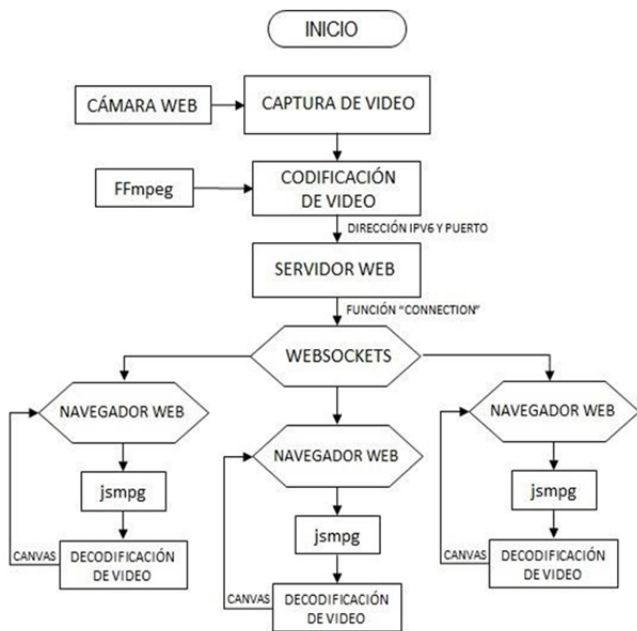 INICIO
CÁMARA WEB
CAPTURA DE VIDEO
FFmpeg
CODIFICACIÓN
DE VIDEO
DIRECCIÓN IPV6 Y PUERTO
SERVIDOR WEB
FUNCIÓN "CONNECTION"
WEBSOCKETS
NAVEGADOR WEB
jsmpg
CANVAS
DECODIFICACIÓN
DE VIDEO
NAVEGADOR WEB
jsmpg
CANVAS
DECODIFICACIÓN
DE VIDEO
NAVEGADOR WEB
jsmpg
CANVAS
DECODIFICACIÓN
DE VIDEO